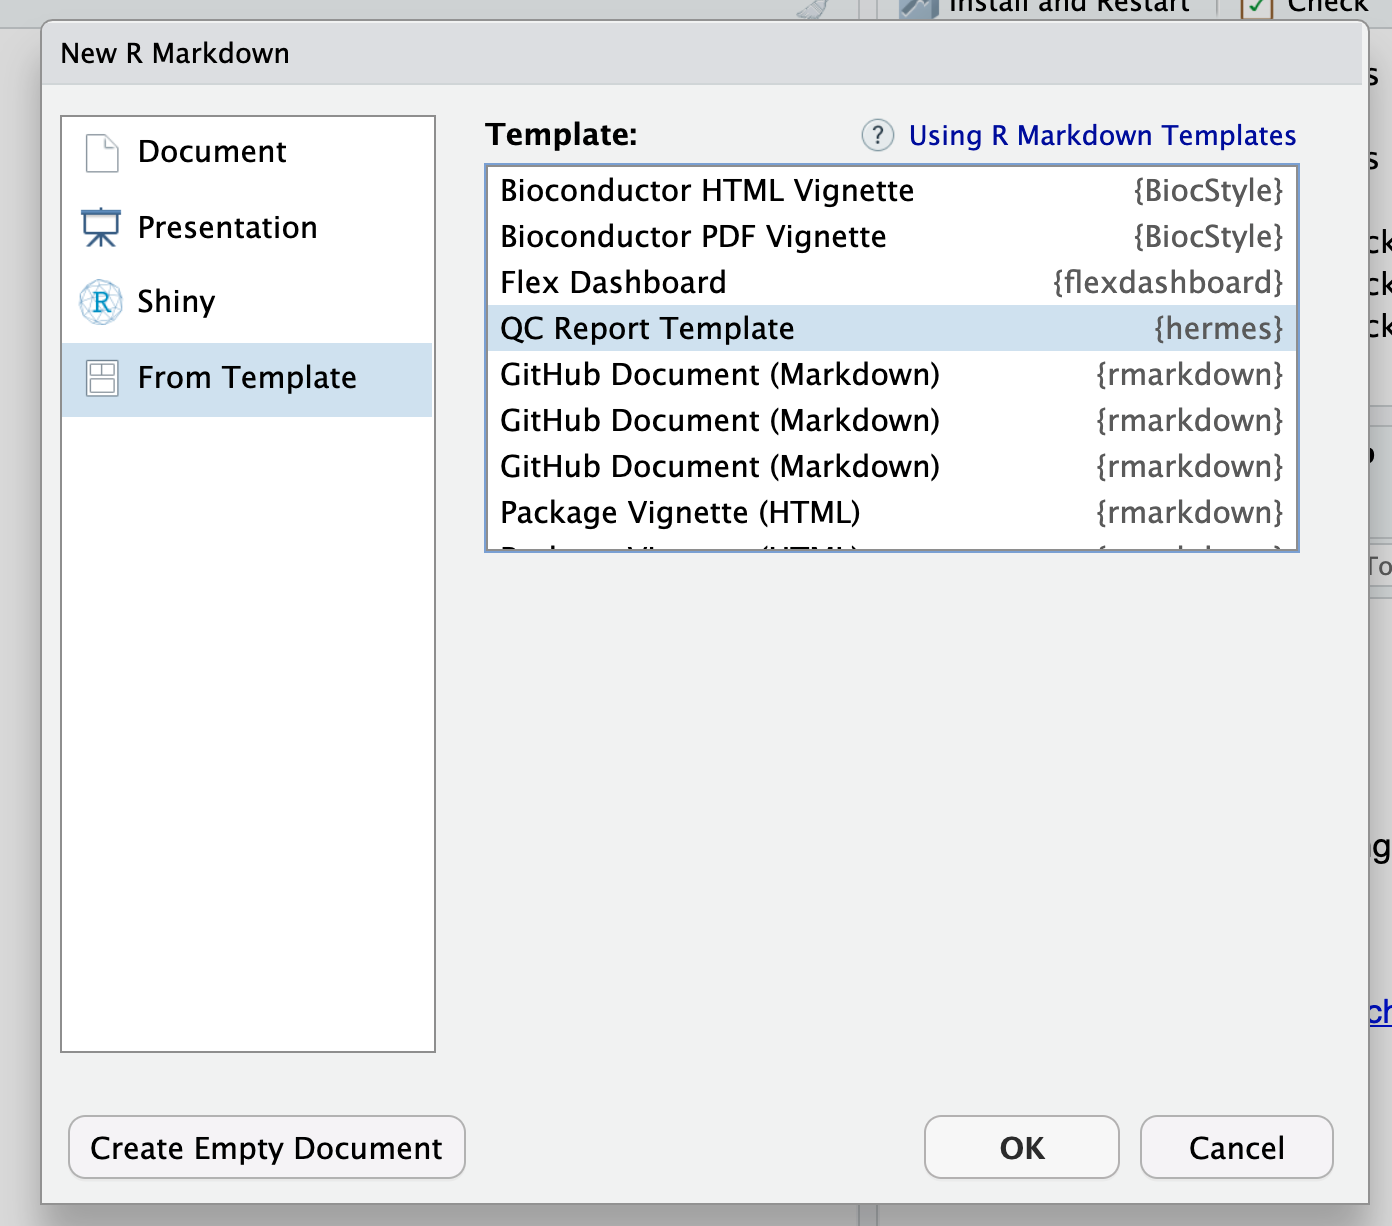 Install and Restart
Check
New R Markdown
Document
Presentation
Shiny
From Template
Template:
? Using R Markdown Templates
Bioconductor HTML Vignette {BiocStyle}
Bioconductor PDF Vignette {BiocStyle}
Flex Dashboard {flexdashboard}
QC Report Template {hermes}
GitHub Document (Markdown) {rmarkdown}
GitHub Document (Markdown) {rmarkdown}
GitHub Document (Markdown) {rmarkdown}
Package Vignette (HTML) {rmarkdown}
Create Empty Document
OK
Cancel